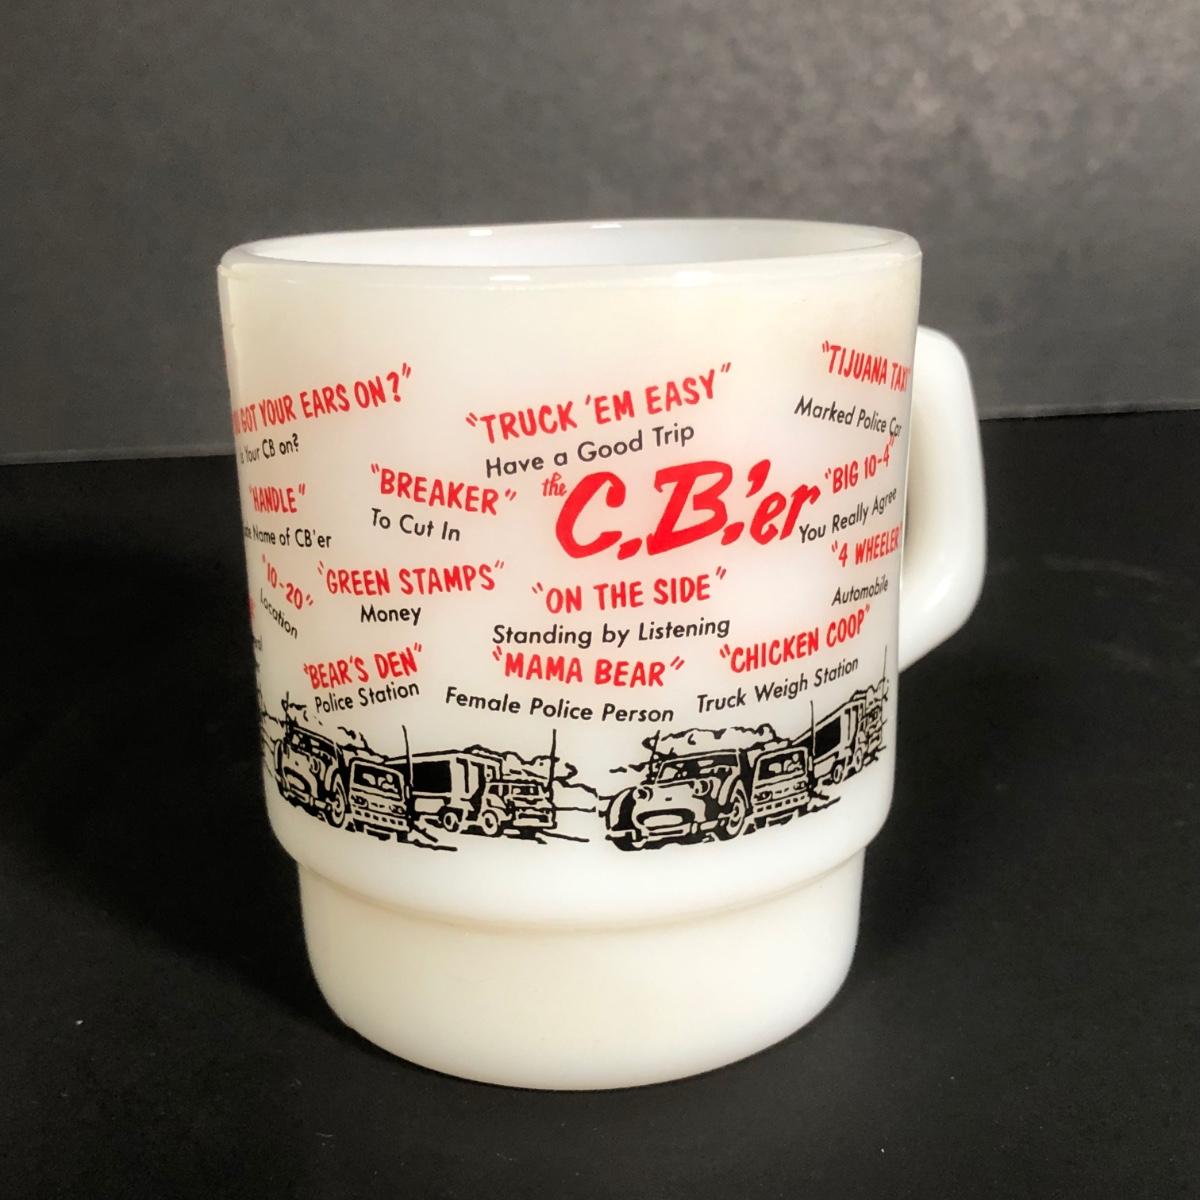 GOT YOUR EARS ON?"
Your CB on?
"HANDLE"
Name of CB'er
"10-20"
Location
"BREAKER"
To Cut In
"GREEN STAMPS"
Money
"BEAR'S DEN"
Police Station
"TRUCK 'EM EASY"
Have a Good Trip
the C.B.'er
"ON THE SIDE"
Standing by Listening
"MAMA BEAR"
Female Police Person
"TIJUANA TAXI"
Marked Police Car
"BIG 10-4"
You Really Agree
"4 WHEELER"
Automobile
"CHICKEN COOP"
Truck Weigh Station